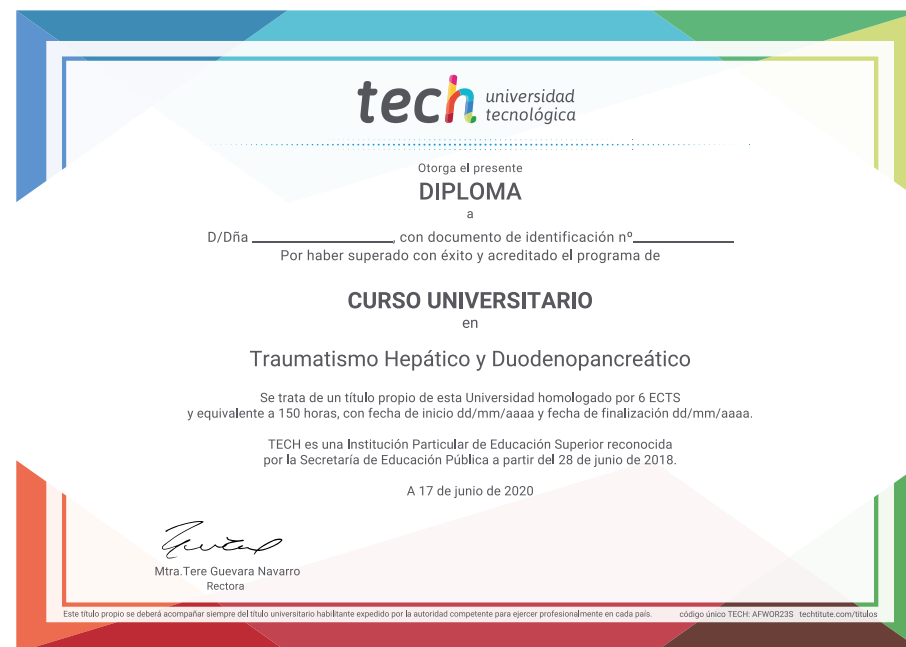 tech universidad
tecnológica
Otorga el presente
DIPLOMA
a
D/Dña ____________________, con documento de identificación nº______________
Por haber superado con éxito y acreditado el programa de
CURSO UNIVERSITARIO
en
Traumatismo Hepático y Duodenopancreático
Se trata de un título propio de esta Universidad homologado por 6 ECTS
y equivalente a 150 horas, con fecha de inicio dd/mm/aaaa y fecha de finalización dd/mm/aaaa.
TECH es una Institución Particular de Educación Superior reconocida
por la Secretaría de Educación Pública a partir del 28 de junio de 2018.
A 17 de junio de 2020
Mtra.Tere Guevara Navarro
Rectora
Este título propio se deberá acompañar siempre del título universitario habilitante expedido por la autoridad competente para ejercer profesionalmente en cada país. código único TECH: AFWOR23S techtitute.com/titulos